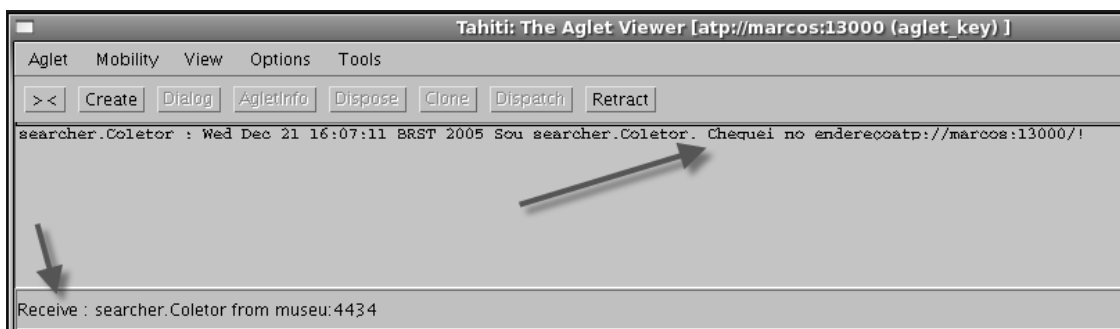 Tahiti: The Aglet Viewer [atp://marcos:13000 (aglet_key) ]
Aglet Mobility View Options Tools
> < Create Dialog AgletInfo Dispose Clone Dispatch Retract
searcher.Coletor : Wed Dec 21 16:07:11 BRST 2005 Sou searcher.Coletor. Cheguei no endereçoatp://marcos:13000/!
Receive : searcher.Coletor from museu:4434